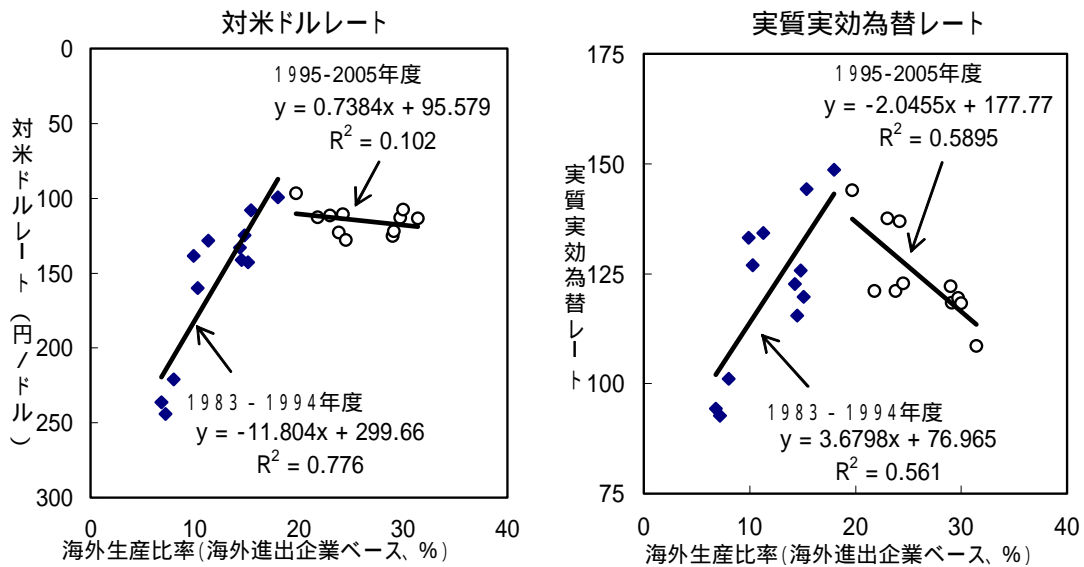 対米ドルレート
0
50
100
150
200
250
300
対米ドルレート(円/ドル)
1995-2005年度
y = 0.7384x + 95.579
R² = 0.102
1983 - 1994年度
y = -11.804x + 299.66
R² = 0.776
0 10 20 30 40
海外生産比率(海外進出企業ベース、%)
実質実効為替レート
175
150
125
100
75
実質実効為替レート
1995-2005年度
y = -2.0455x + 177.77
R² = 0.5895
1983 - 1994年度
y = 3.6798x + 76.965
R² = 0.561
0 10 20 30 40
海外生産比率(海外進出企業ベース、%)